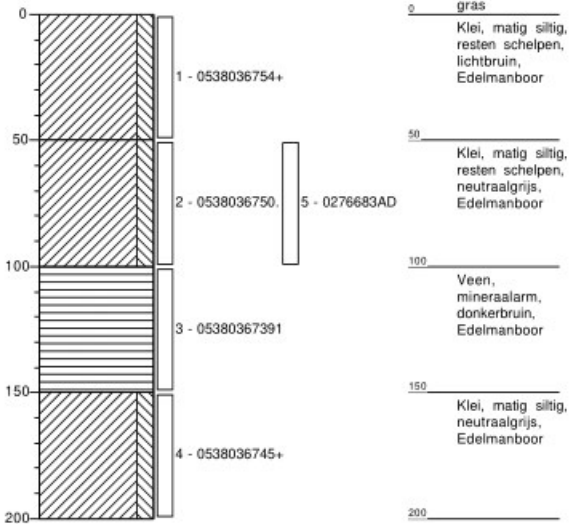 0
50
100
150
200
1 - 0538036754+
2 - 0538036750.
5 - 0276683AD
3 - 05380367391
4 - 0538036745+
0
gras
Klei, matig siltig,
resten schelpen,
lichtbruin,
Edelmanboor
50
Klei, matig siltig,
resten schelpen,
neutraalgrijs,
Edelmanboor
100
Veen,
mineraalarm,
donkerbruin,
Edelmanboor
150
Klei, matig siltig,
neutraalgrijs,
Edelmanboor
200